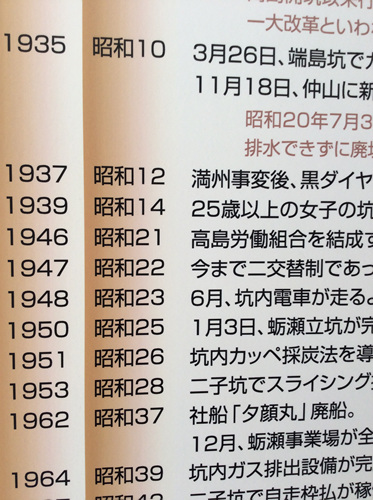 一大改革といわ
1935 昭和10 3月26日、端島坑で
11月18日、仲山に新
昭和20年7月3
排水できずに廃
1937 昭和12 満州事変後、黒ダイヤ
1939 昭和14 25歳以上の女子の坑
1946 昭和21 高島労働組合を結成す
1947 昭和22 今まで二交替制であっ
1948 昭和23 6月、坑内電車が走る
1950 昭和25 1月3日、蛎瀬立坑が完
1951 昭和26 坑内カッペ採炭法を導
1953 昭和28 二子坑でスライシング
1962 昭和37 社船「夕顔丸」廃船。
12月、蛎瀬事業場が全
1964 昭和39 坑内ガス排出設備が完
昭和42 二子坑で自走枠払が稼